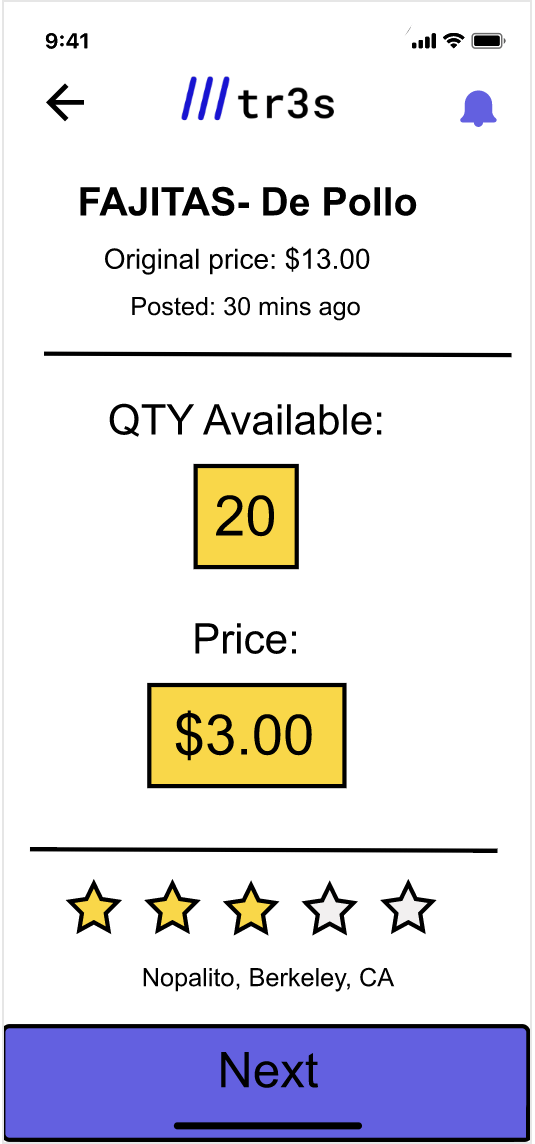 9:41
tr3s
FAJITAS- De Pollo
Original price: $13.00
Posted: 30 mins ago
QTY Available:
20
Price:
$3.00
Nopalito, Berkeley, CA
Next